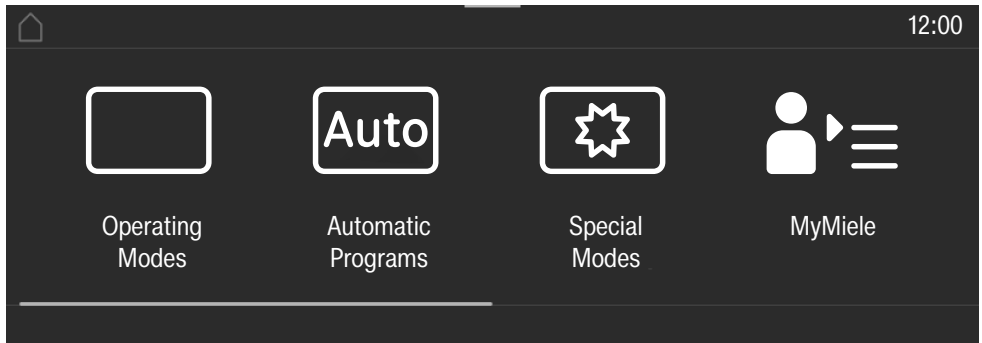 12:00
Auto
Operating
Modes
Automatic
Programs
Special
Modes
MyMiele